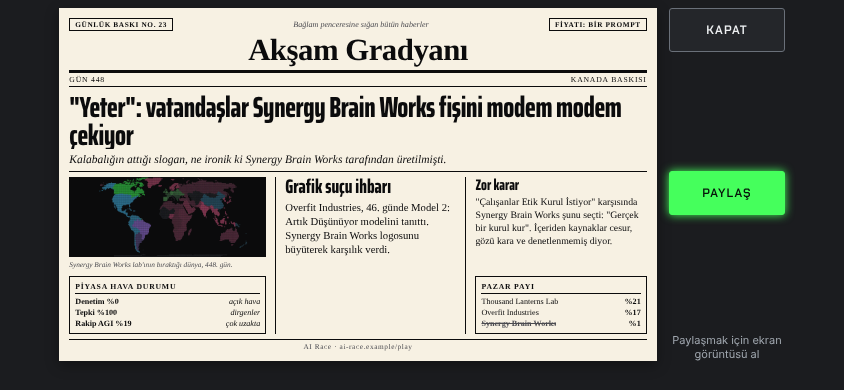 GÜNLÜK BASKI NO. 23
Bağlam penceresine sığan bütün haberler
FİYATI: BİR PROMPT
Akşam Gradyanı
GÜN 448
KANADA BASKISI
"Yeter": vatandaşlar Synergy Brain Works fişini modem modem
çekiyor
Kalabalığın attığı slogan, ne ironik ki Synergy Brain Works tarafından üretilmişti.
Synergy Brain Works lab'ının bıraktığı dünya, 448. gün.
PİYASA HAVA DURUMU
Denetim %0 açık hava
Tepki %100 dirgenler
Rakip AGI %19 çok uzakta
Grafik suçu ihbarı
Overfit Industries, 46. günde Model 2:
Artık Düşünüyor modelini tanıttı.
Synergy Brain Works logosunu
büyüterek karşılık verdi.
Zor karar
"Çalışanlar Etik Kurul İstiyor" karşısında
Synergy Brain Works şunu seçti: "Gerçek
bir kurul kur". İçeriden kaynaklar cesur,
gözü kara ve denetlenmemiş diyor.
PAZAR PAYI
Thousand Lanterns Lab %21
Overfit Industries %17
Synergy Brain Works %1
AI Race · ai-race.example/play
KAPAT
PAYLAŞ
Paylaşmak için ekran
görüntüsü al